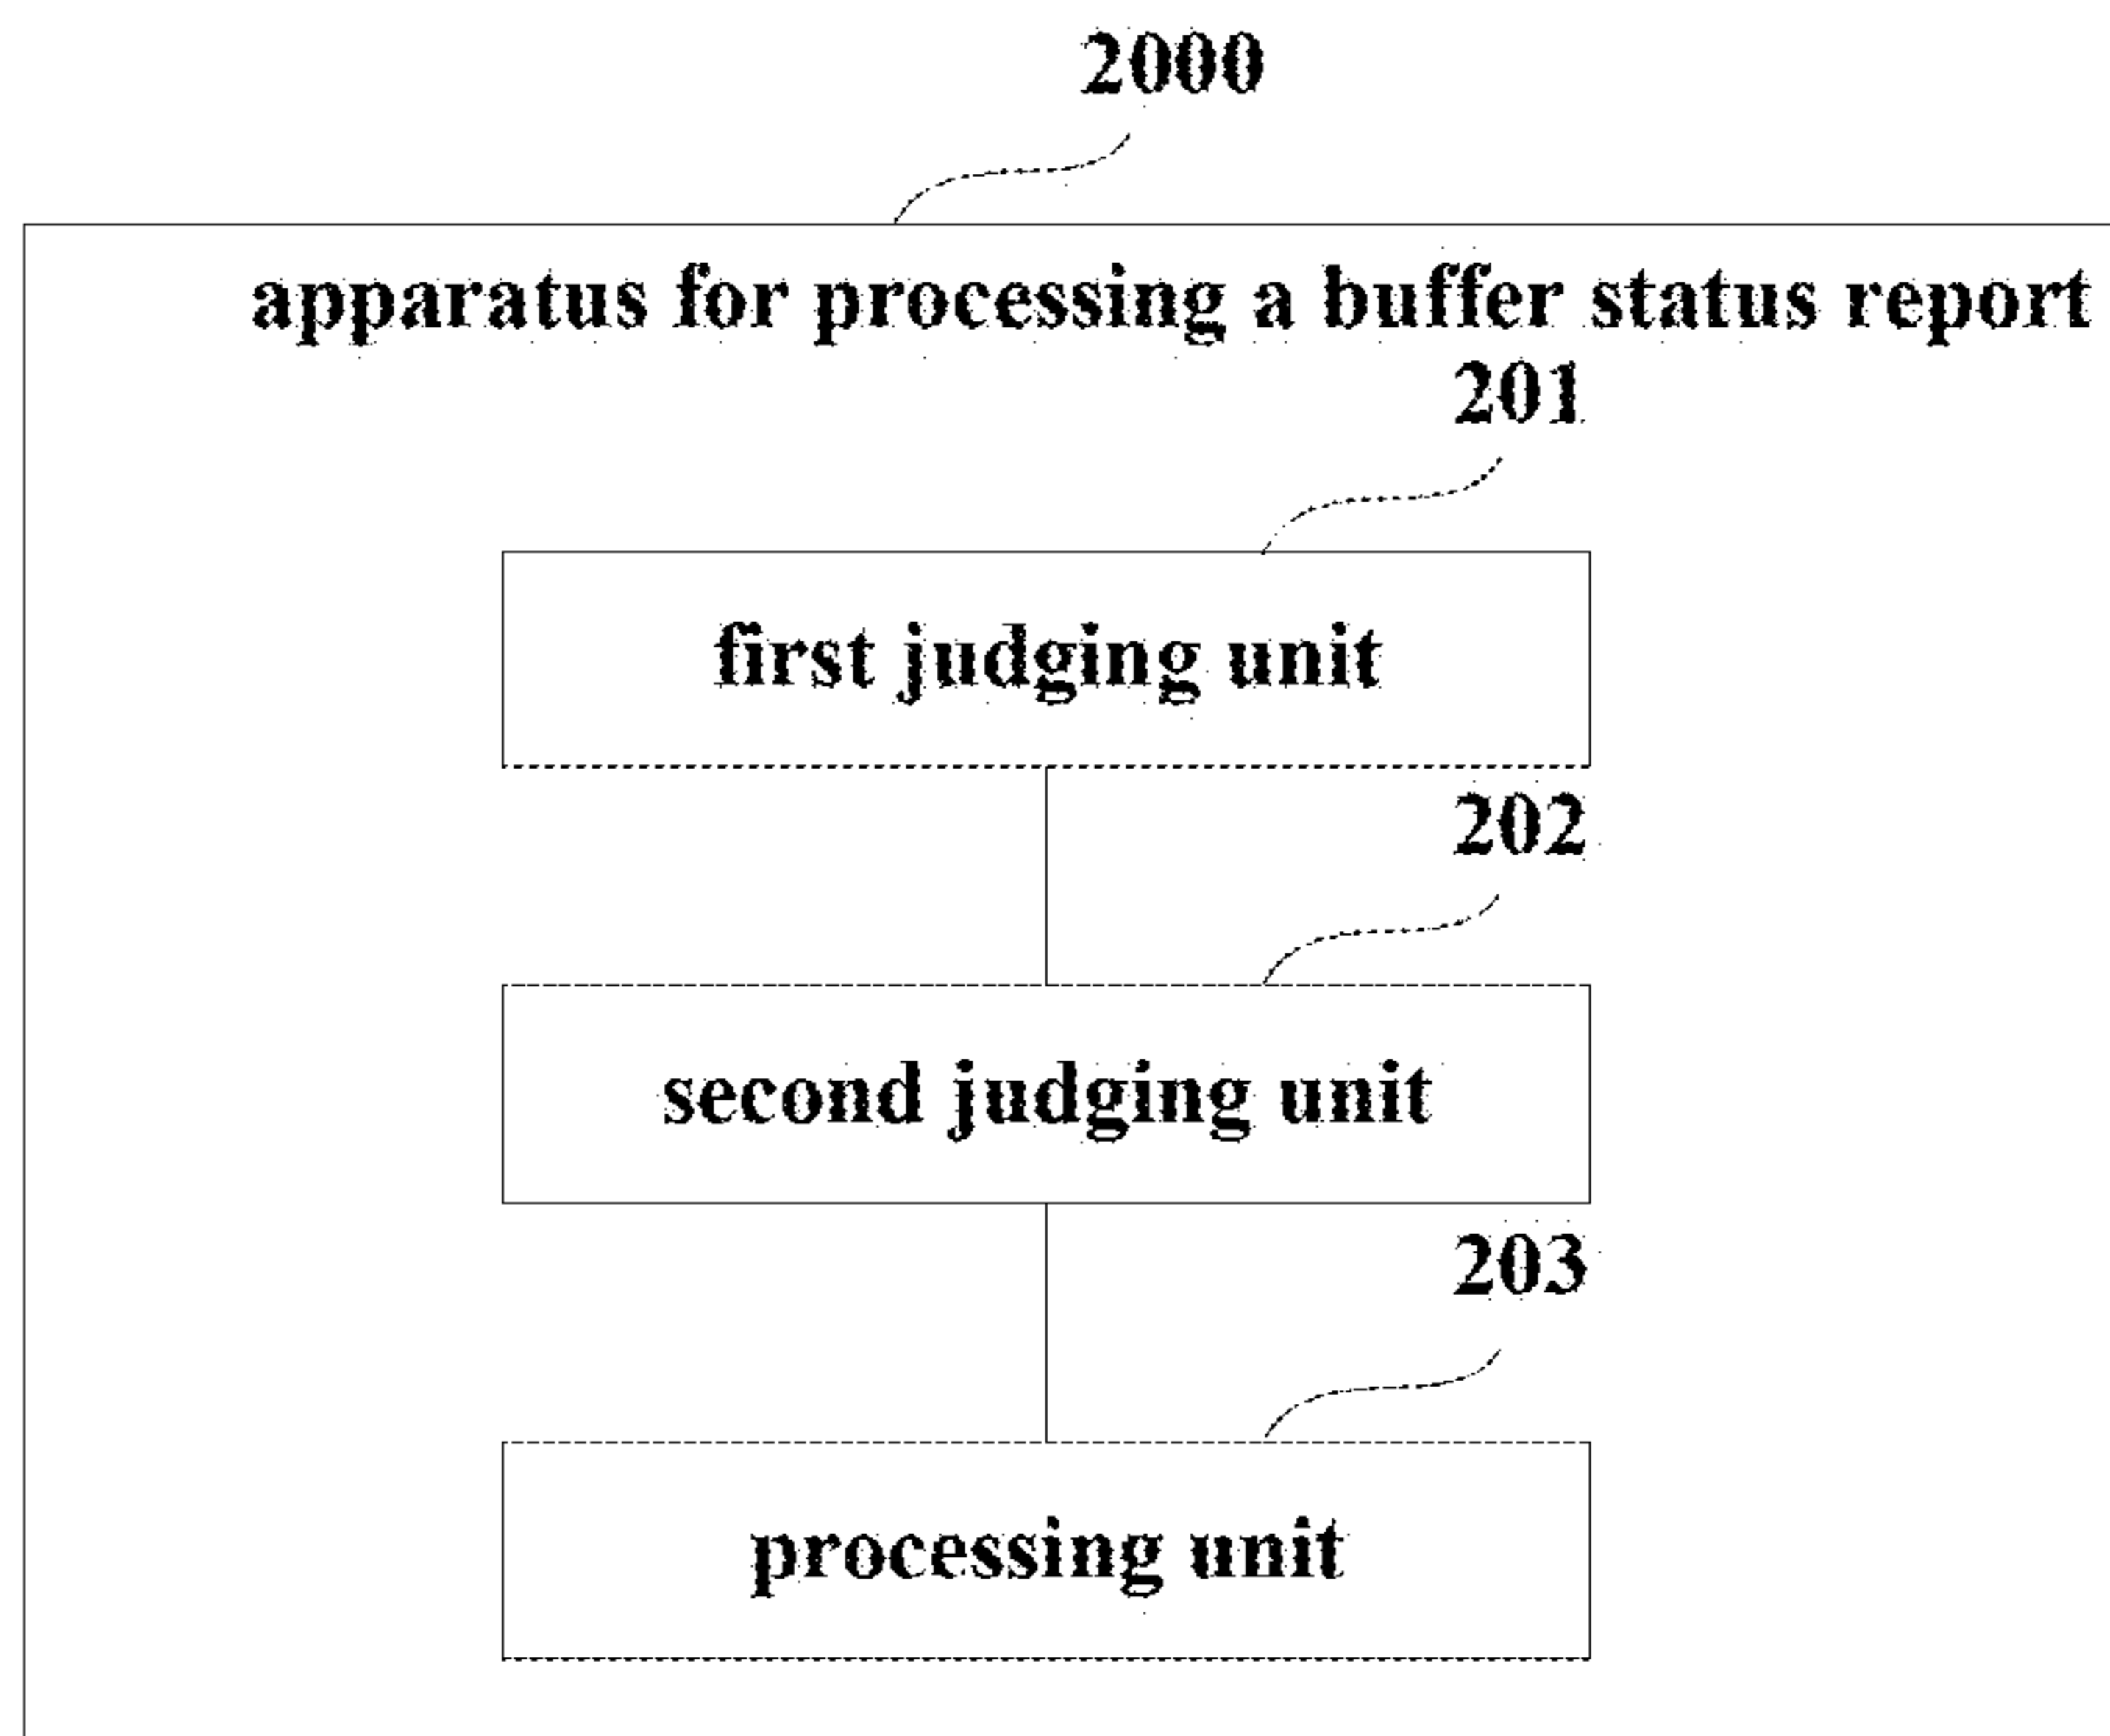 2000
apparatus for processing a buffer status report
201
first judging unit
202
second judging unit
203
processing unit